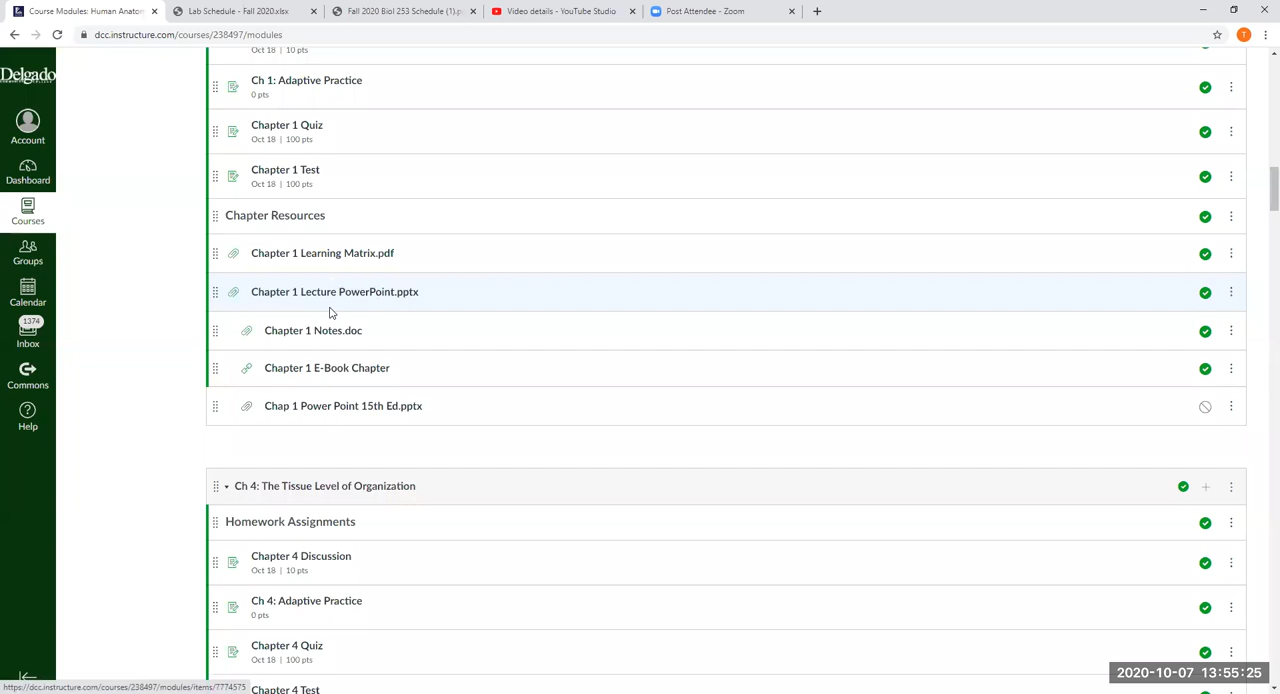 Course Modules: Human Anaton
Lab Schedule - Fall 2020.xlsx
Fall 2020 Biol 253 Schedule (1).p
Video details - YouTube Studio
Post Attendee - Zoom
dcc.instructure.com/courses/238497/modules
T
Delgado
Account
Dashboard
Courses
Groups
Calendar
1374
Inbox
Commons
Help
Oct 18 | 10 pts
Ch 1: Adaptive Practice
0 pts
Chapter 1 Quiz
Oct 18 | 100 pts
Chapter 1 Test
Oct 18 | 100 pts
Chapter Resources
Chapter 1 Learning Matrix.pdf
Chapter 1 Lecture PowerPoint.pptx
Chapter 1 Notes.doc
Chapter 1 E-Book Chapter
Chap 1 Power Point 15th Ed.pptx
Ch 4: The Tissue Level of Organization
Homework Assignments
Chapter 4 Discussion
Oct 18 | 10 pts
Ch 4: Adaptive Practice
0 pts
Chapter 4 Quiz
Oct 18 | 100 pts
Chapter 4 Test
2020-10-07 13:55:25
https://dcc.instructure.com/courses/238497/modules/items/7774575